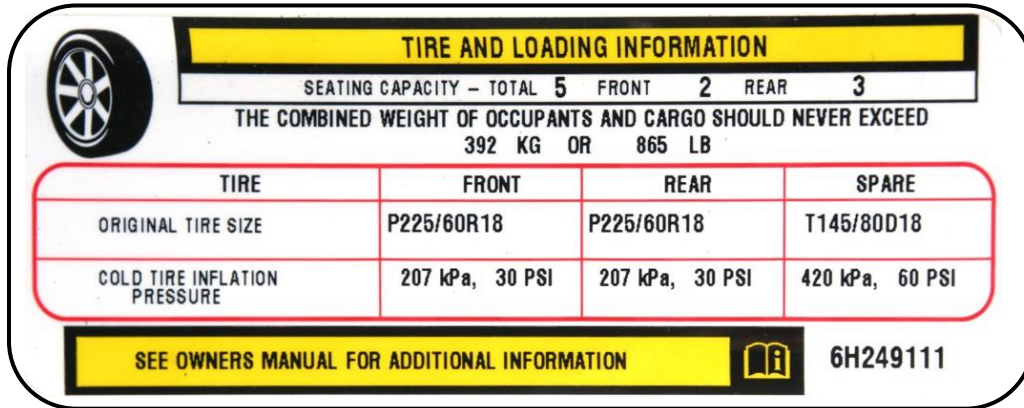 TIRE AND LOADING INFORMATION
SEATING CAPACITY – TOTAL 5 FRONT 2 REAR 3
THE COMBINED WEIGHT OF OCCUPANTS AND CARGO SHOULD NEVER EXCEED
392 KG OR 865 LB
TIRE FRONT REAR SPARE
ORIGINAL TIRE SIZE P225/60R18 P225/60R18 T145/80D18
COLD TIRE INFLATION 207 kPa, 30 PSI 207 kPa, 30 PSI 420 kPa, 60 PSI
PRESSURE
SEE OWNERS MANUAL FOR ADDITIONAL INFORMATION 6H249111